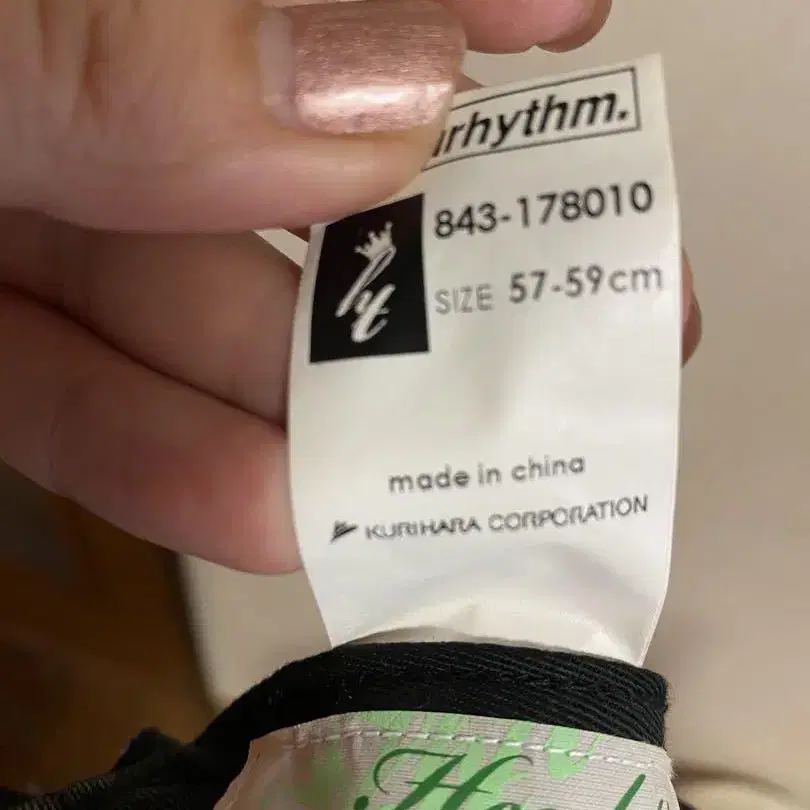 rhythm.
843-178010
SIZE 57-59cm
made in china
KURIHARA CORPORATION